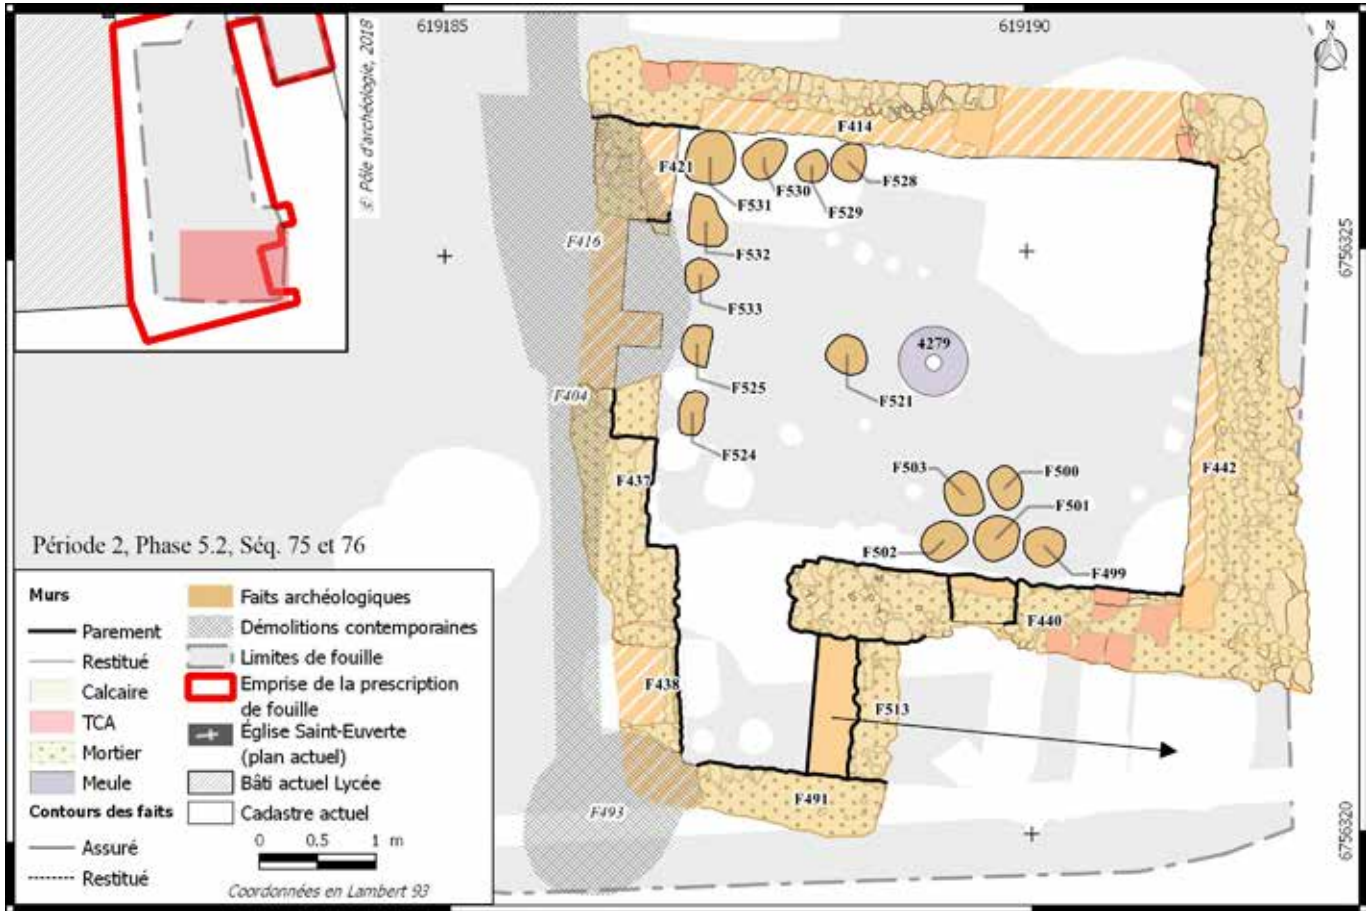 619185
619190
N
© Pôle d'archéologie, 2018
F414
F421
F531
F530
F529
F528
F416
F532
6756325
F533
4279
F525
F521
F404
F524
F503
F500
F442
F437
F501
F502
F499
Période 2, Phase 5.2, Séq. 75 et 76
F440
F438
F513
F491
F493
6756320
Murs
Parement
Restitué
Calcaire
TCA
Mortier
Meule
Contours des faits
Assuré
Restitué
Faits archéologiques
Démolitions contemporaines
Limites de fouille
Emprise de la prescription
de fouille
Église Saint-Euverte
(plan actuel)
Bâti actuel Lycée
Cadastre actuel
0 0.5 1 m
Coordonnées en Lambert 93